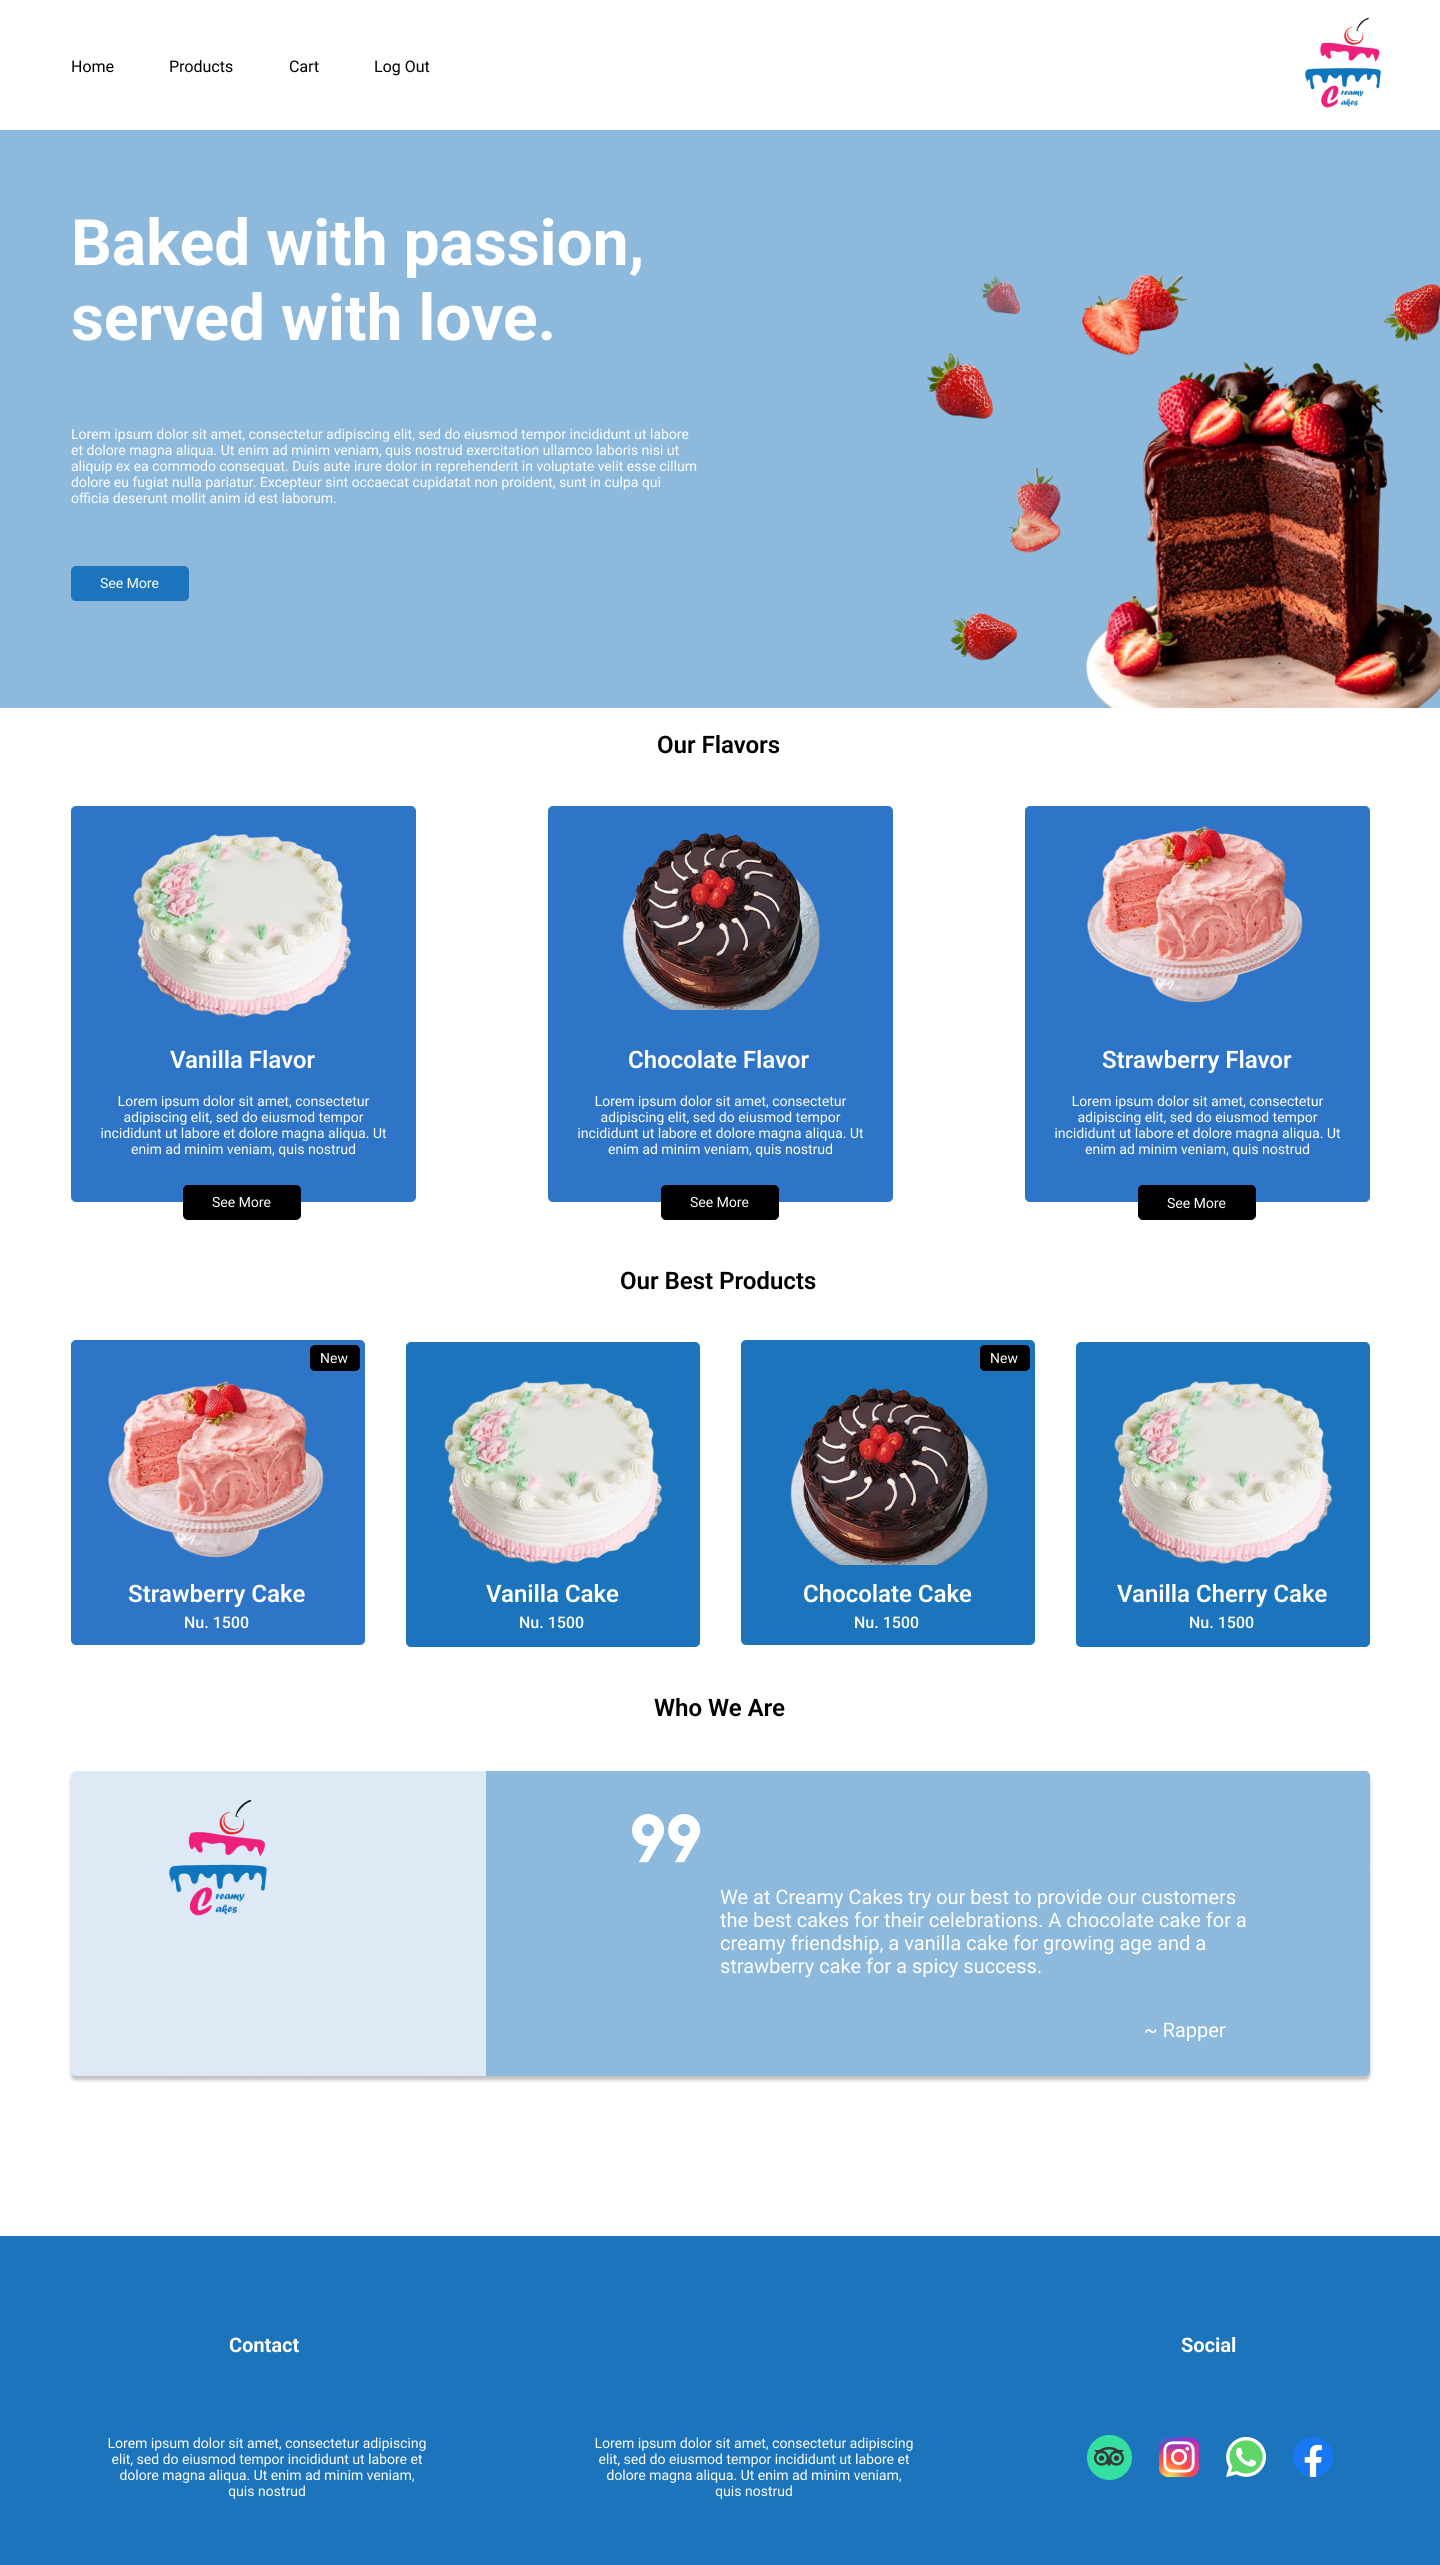 Home Products Cart Log Out
Creamy
Cakes
Baked with passion,
served with love.
Lorem ipsum dolor sit amet, consectetur adipiscing elit, sed do eiusmod tempor incididunt ut labore
et dolore magna aliqua. Ut enim ad minim veniam, quis nostrud exercitation ullamco laboris nisi ut
aliquip ex ea commodo consequat. Duis aute irure dolor in reprehenderit in voluptate velit esse cillum
dolore eu fugiat nulla pariatur. Excepteur sint occaecat cupidatat non proident, sunt in culpa qui
officia deserunt mollit anim id est laborum.
See More
Our Flavors
Vanilla Flavor
Lorem ipsum dolor sit amet, consectetur
adipiscing elit, sed do eiusmod tempor
incididunt ut labore et dolore magna aliqua. Ut
enim ad minim veniam, quis nostrud
See More
Chocolate Flavor
Lorem ipsum dolor sit amet, consectetur
adipiscing elit, sed do eiusmod tempor
incididunt ut labore et dolore magna aliqua. Ut
enim ad minim veniam, quis nostrud
See More
Strawberry Flavor
Lorem ipsum dolor sit amet, consectetur
adipiscing elit, sed do eiusmod tempor
incididunt ut labore et dolore magna aliqua. Ut
enim ad minim veniam, quis nostrud
See More
Our Best Products
New
Strawberry Cake
Nu. 1500
Vanilla Cake
Nu. 1500
New
Chocolate Cake
Nu. 1500
Vanilla Cherry Cake
Nu. 1500
Who We Are
Creamy
Cakes
We at Creamy Cakes try our best to provide our customers
the best cakes for their celebrations. A chocolate cake for a
creamy friendship, a vanilla cake for growing age and a
strawberry cake for a spicy success.
~ Rapper
Contact
Lorem ipsum dolor sit amet, consectetur adipiscing
elit, sed do eiusmod tempor incididunt ut labore et
dolore magna aliqua. Ut enim ad minim veniam,
quis nostrud
Lorem ipsum dolor sit amet, consectetur adipiscing
elit, sed do eiusmod tempor incididunt ut labore et
dolore magna aliqua. Ut enim ad minim veniam,
quis nostrud
Social